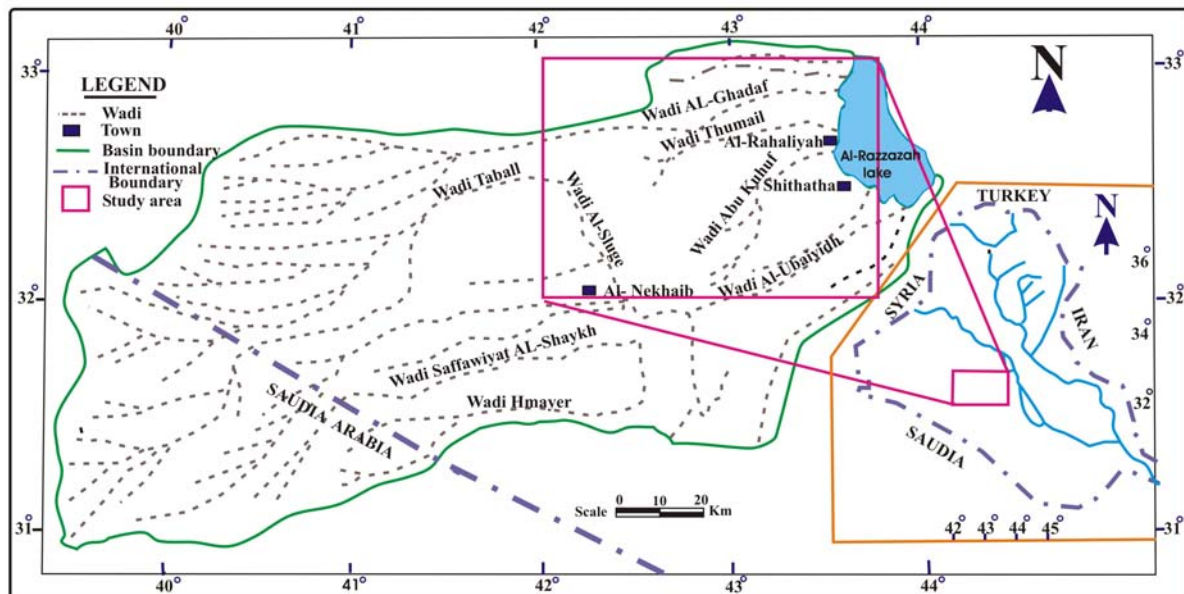 40° 41° 42° 43° 44°
33° 33°
N
LEGEND
Wadi
Town
Basin boundary
International
Boundary
Study area
Wadi AL-Ghadaf
Wadi Thumail
Al-Rahaliyah
Al-Razzazah
lake
Shithatha
Wadi Taball
Wadi Al-Sluge
Wadi Abu Kuhuf
Wadi Al-Ubaiyidh
Al- Nekhaib
32° 32°
Wadi Saffawiyat AL-Shaykh
Wadi Hmayer
SAUDIA ARABIA
TURKEY
N
SYRIA
IRAN
SAUDIA
36°
34°
32°
42° 43° 44° 45°
Scale 0 10 20 Km
31° 31°
40° 41° 42° 43° 44°